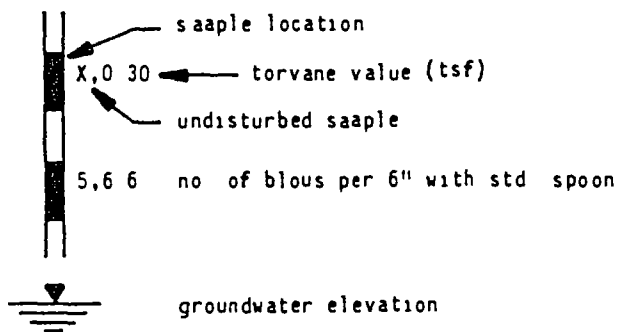 saaple location
X,0 30 torvane value (tsf)
undisturbed saaple
5,6 6 no of blous per 6" with std spoon
groundwater elevation